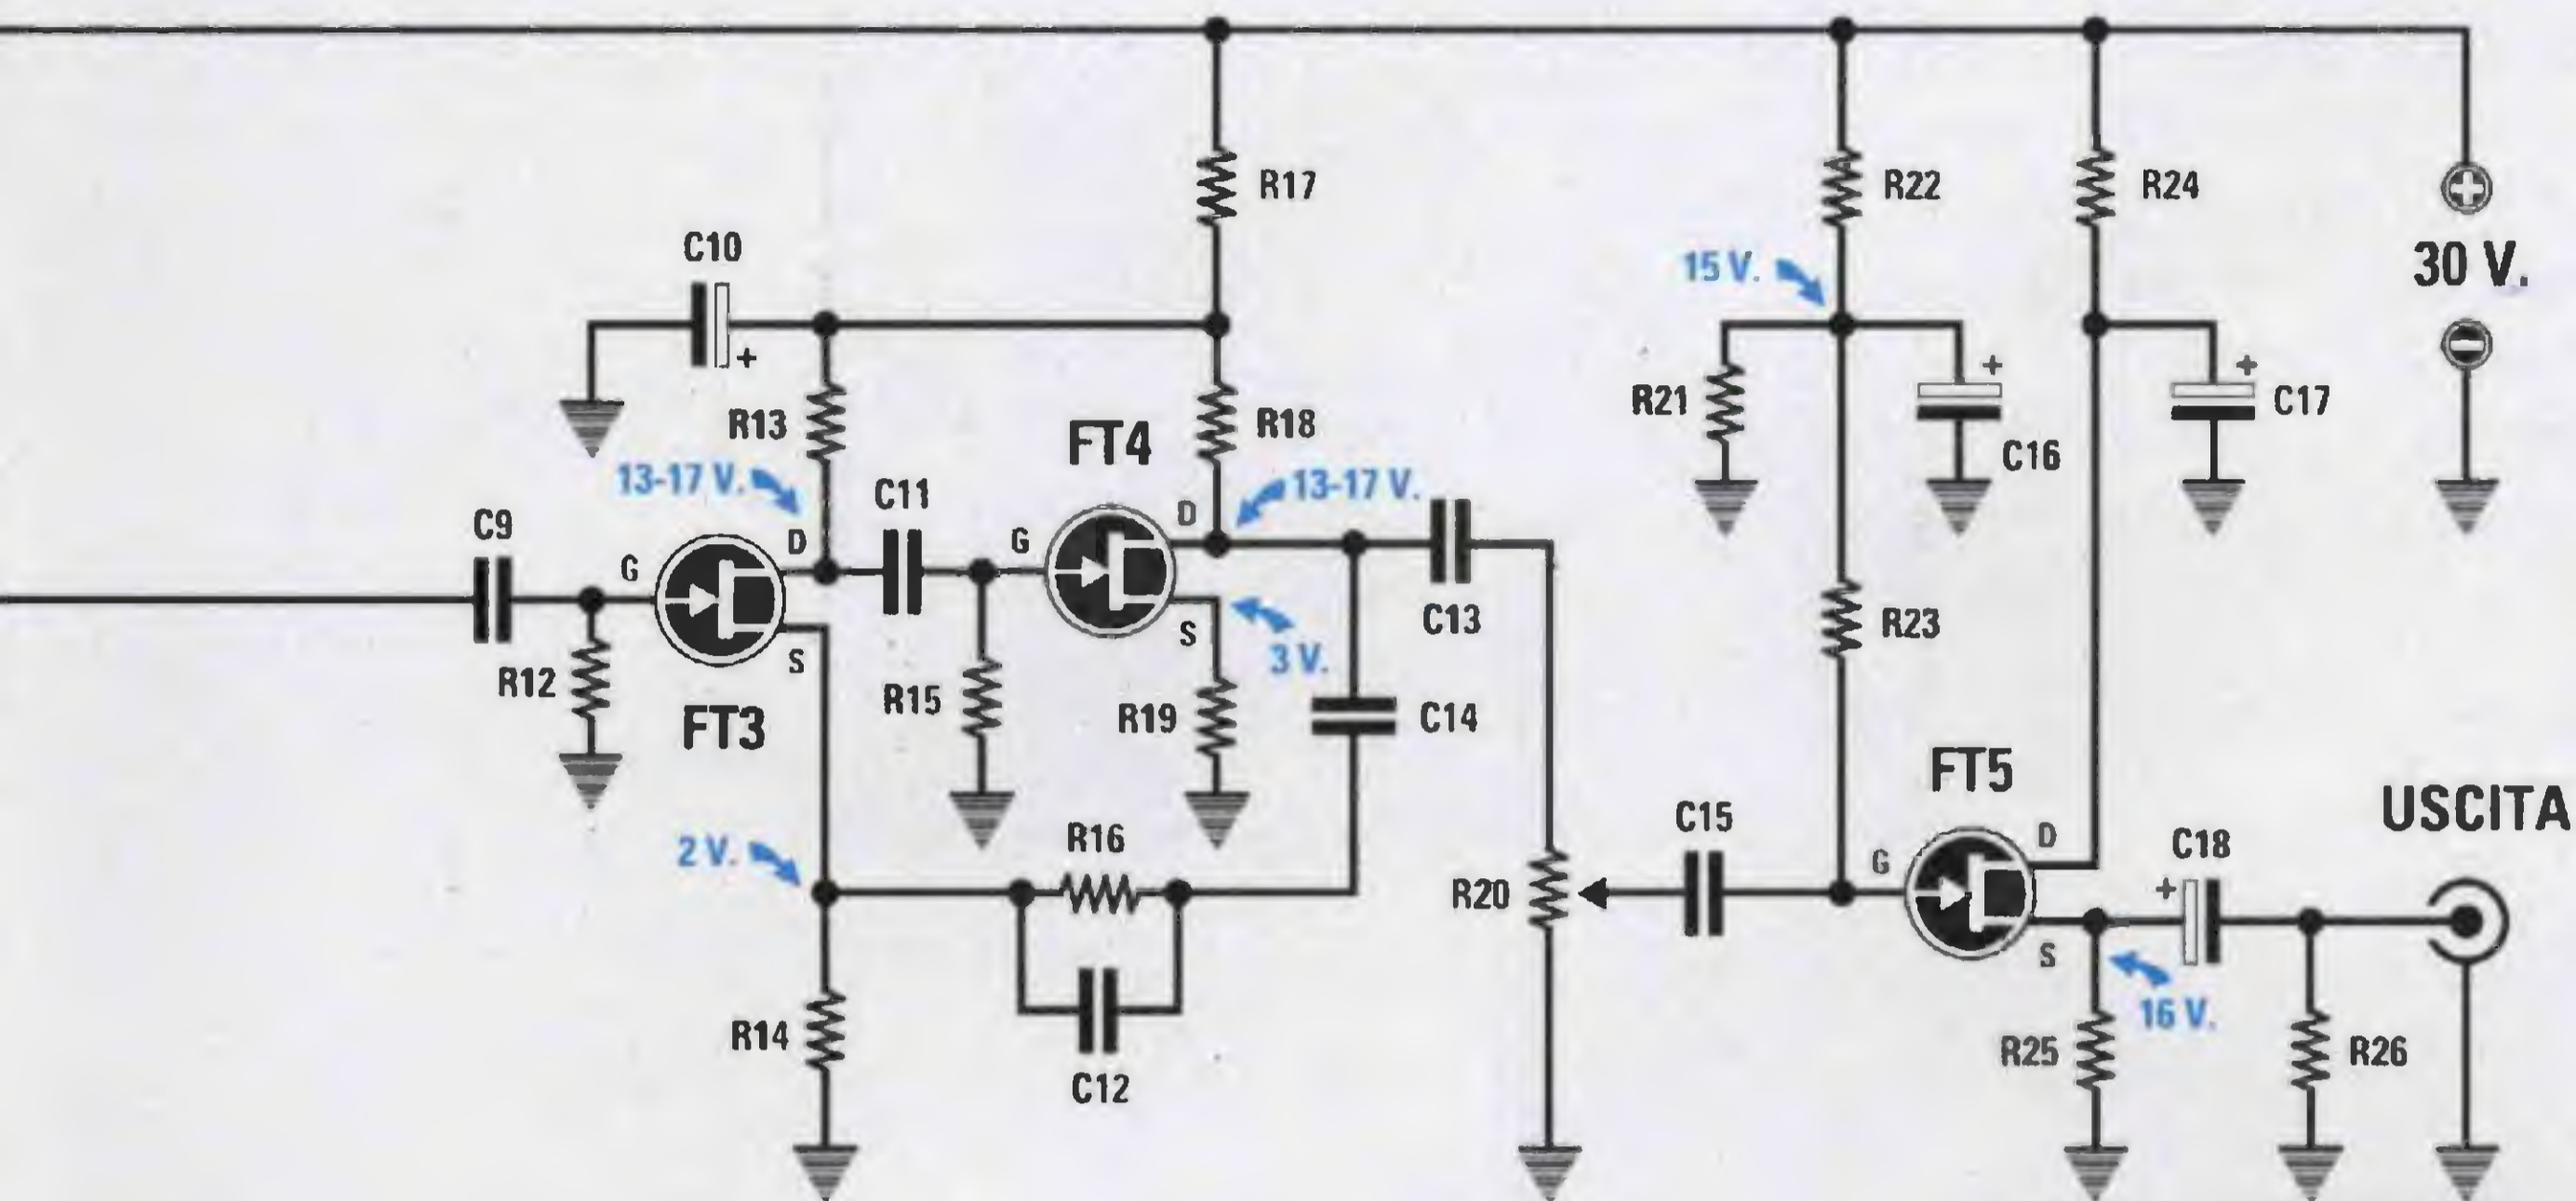 R17
R22
R24
C10
15 V.
30 V.
+
+
+
R13
FT4
R18
R21
C16
C17
13-17 V.
C11
13-17 V.
D
C9
G
D
G
C13
R23
S
S
3 V.
R12
FT3
R15
R19
C14
FT5
USCITA
2 V.
R16
C15
D
C18
R20
G
+
S
16 V.
R14
C12
R25
R26